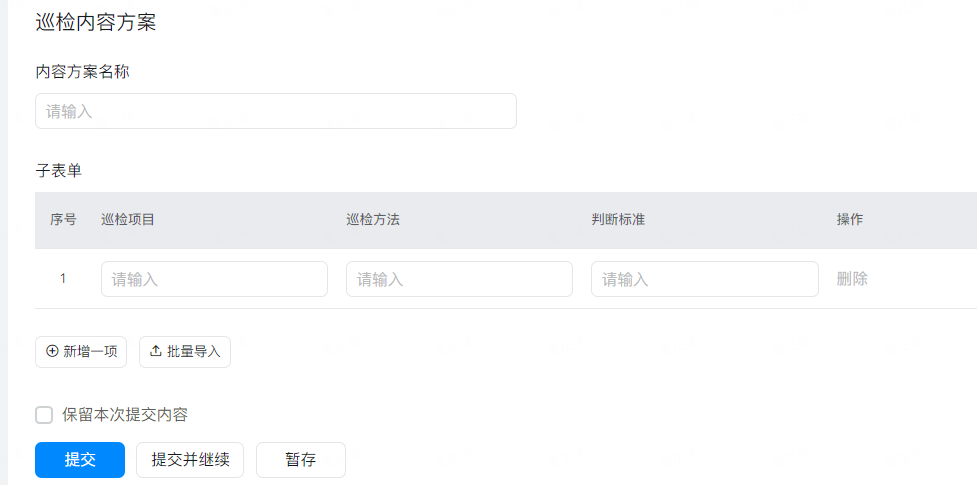 巡检内容方案
内容方案名称
请输入
子表单
序号 巡检项目 巡检方法 判断标准 操作
1 请输入 请输入 请输入 删除
新增一项 批量导入
保留本次提交内容
提交 提交并继续 暂存